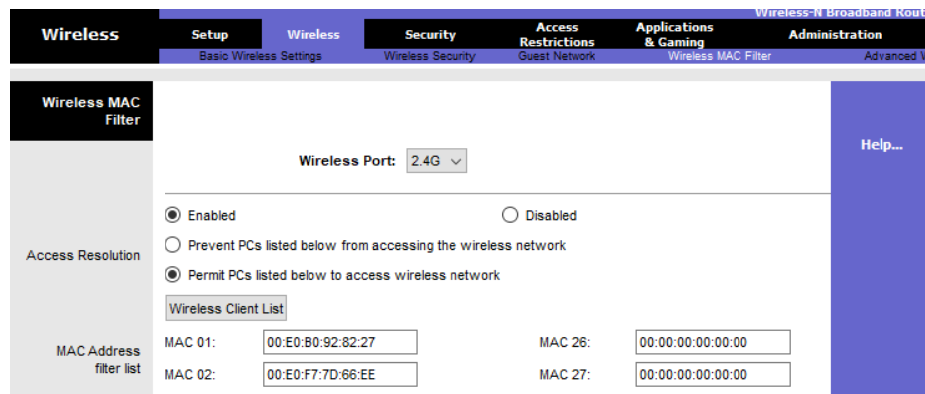 Wireless-N Broadband Rout
Wireless Setup Wireless Security Access Restrictions Applications & Gaming Administration
Basic Wireless Settings Wireless Security Guest Network Wireless MAC Filter Advanced
Wireless MAC Filter
Help...
Wireless Port: 2.4G
Enabled Disabled
Access Resolution
Prevent PCs listed below from accessing the wireless network
Permit PCs listed below to access wireless network
Wireless Client List
MAC Address filter list
MAC 01: 00:E0:B0:92:82:27 MAC 26: 00:00:00:00:00:00
MAC 02: 00:E0:F7:7D:66:EE MAC 27: 00:00:00:00:00:00